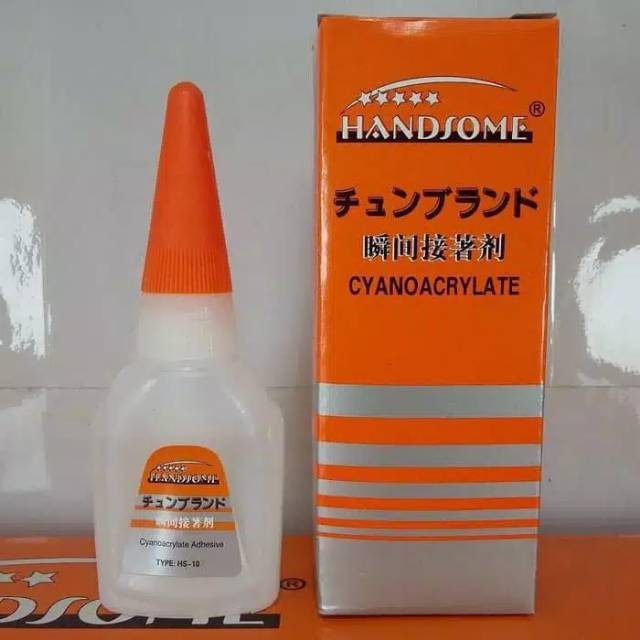 HANDSOME®
チュンブランド
瞬间接著剤
CYANOACRYLATE
HANDSOME
チュンブランド
瞬间接著剤
Cyanoacrylate Adhesive
TYPE: HS-10
HANDSOME®